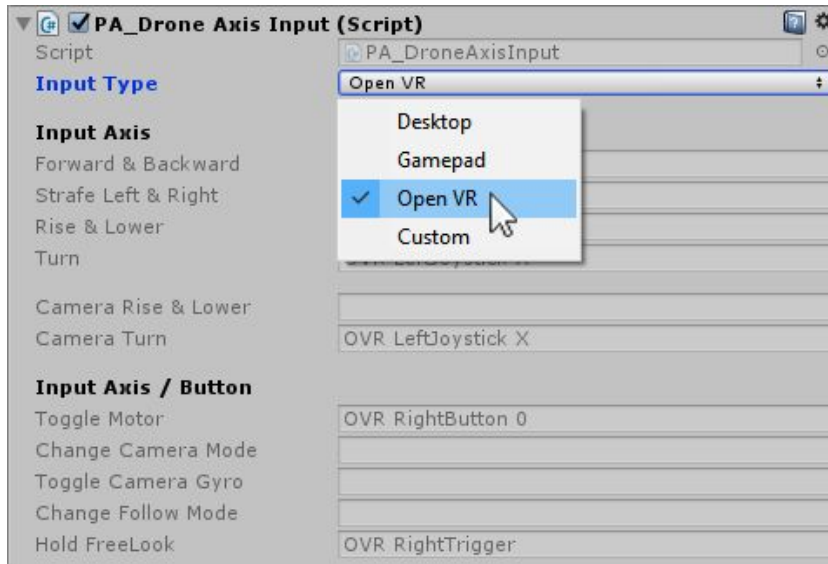 PA_Drone Axis Input (Script)
Script PA_DroneAxisInput
Input Type Open VR
Desktop
Input Axis
Forward & Backward Gamepad
Strafe Left & Right Open VR
Rise & Lower Custom
Turn
Camera Rise & Lower
Camera Turn OVR LeftJoystick X
Input Axis / Button
Toggle Motor OVR RightButton 0
Change Camera Mode
Toggle Camera Gyro
Change Follow Mode
Hold FreeLook OVR RightTrigger